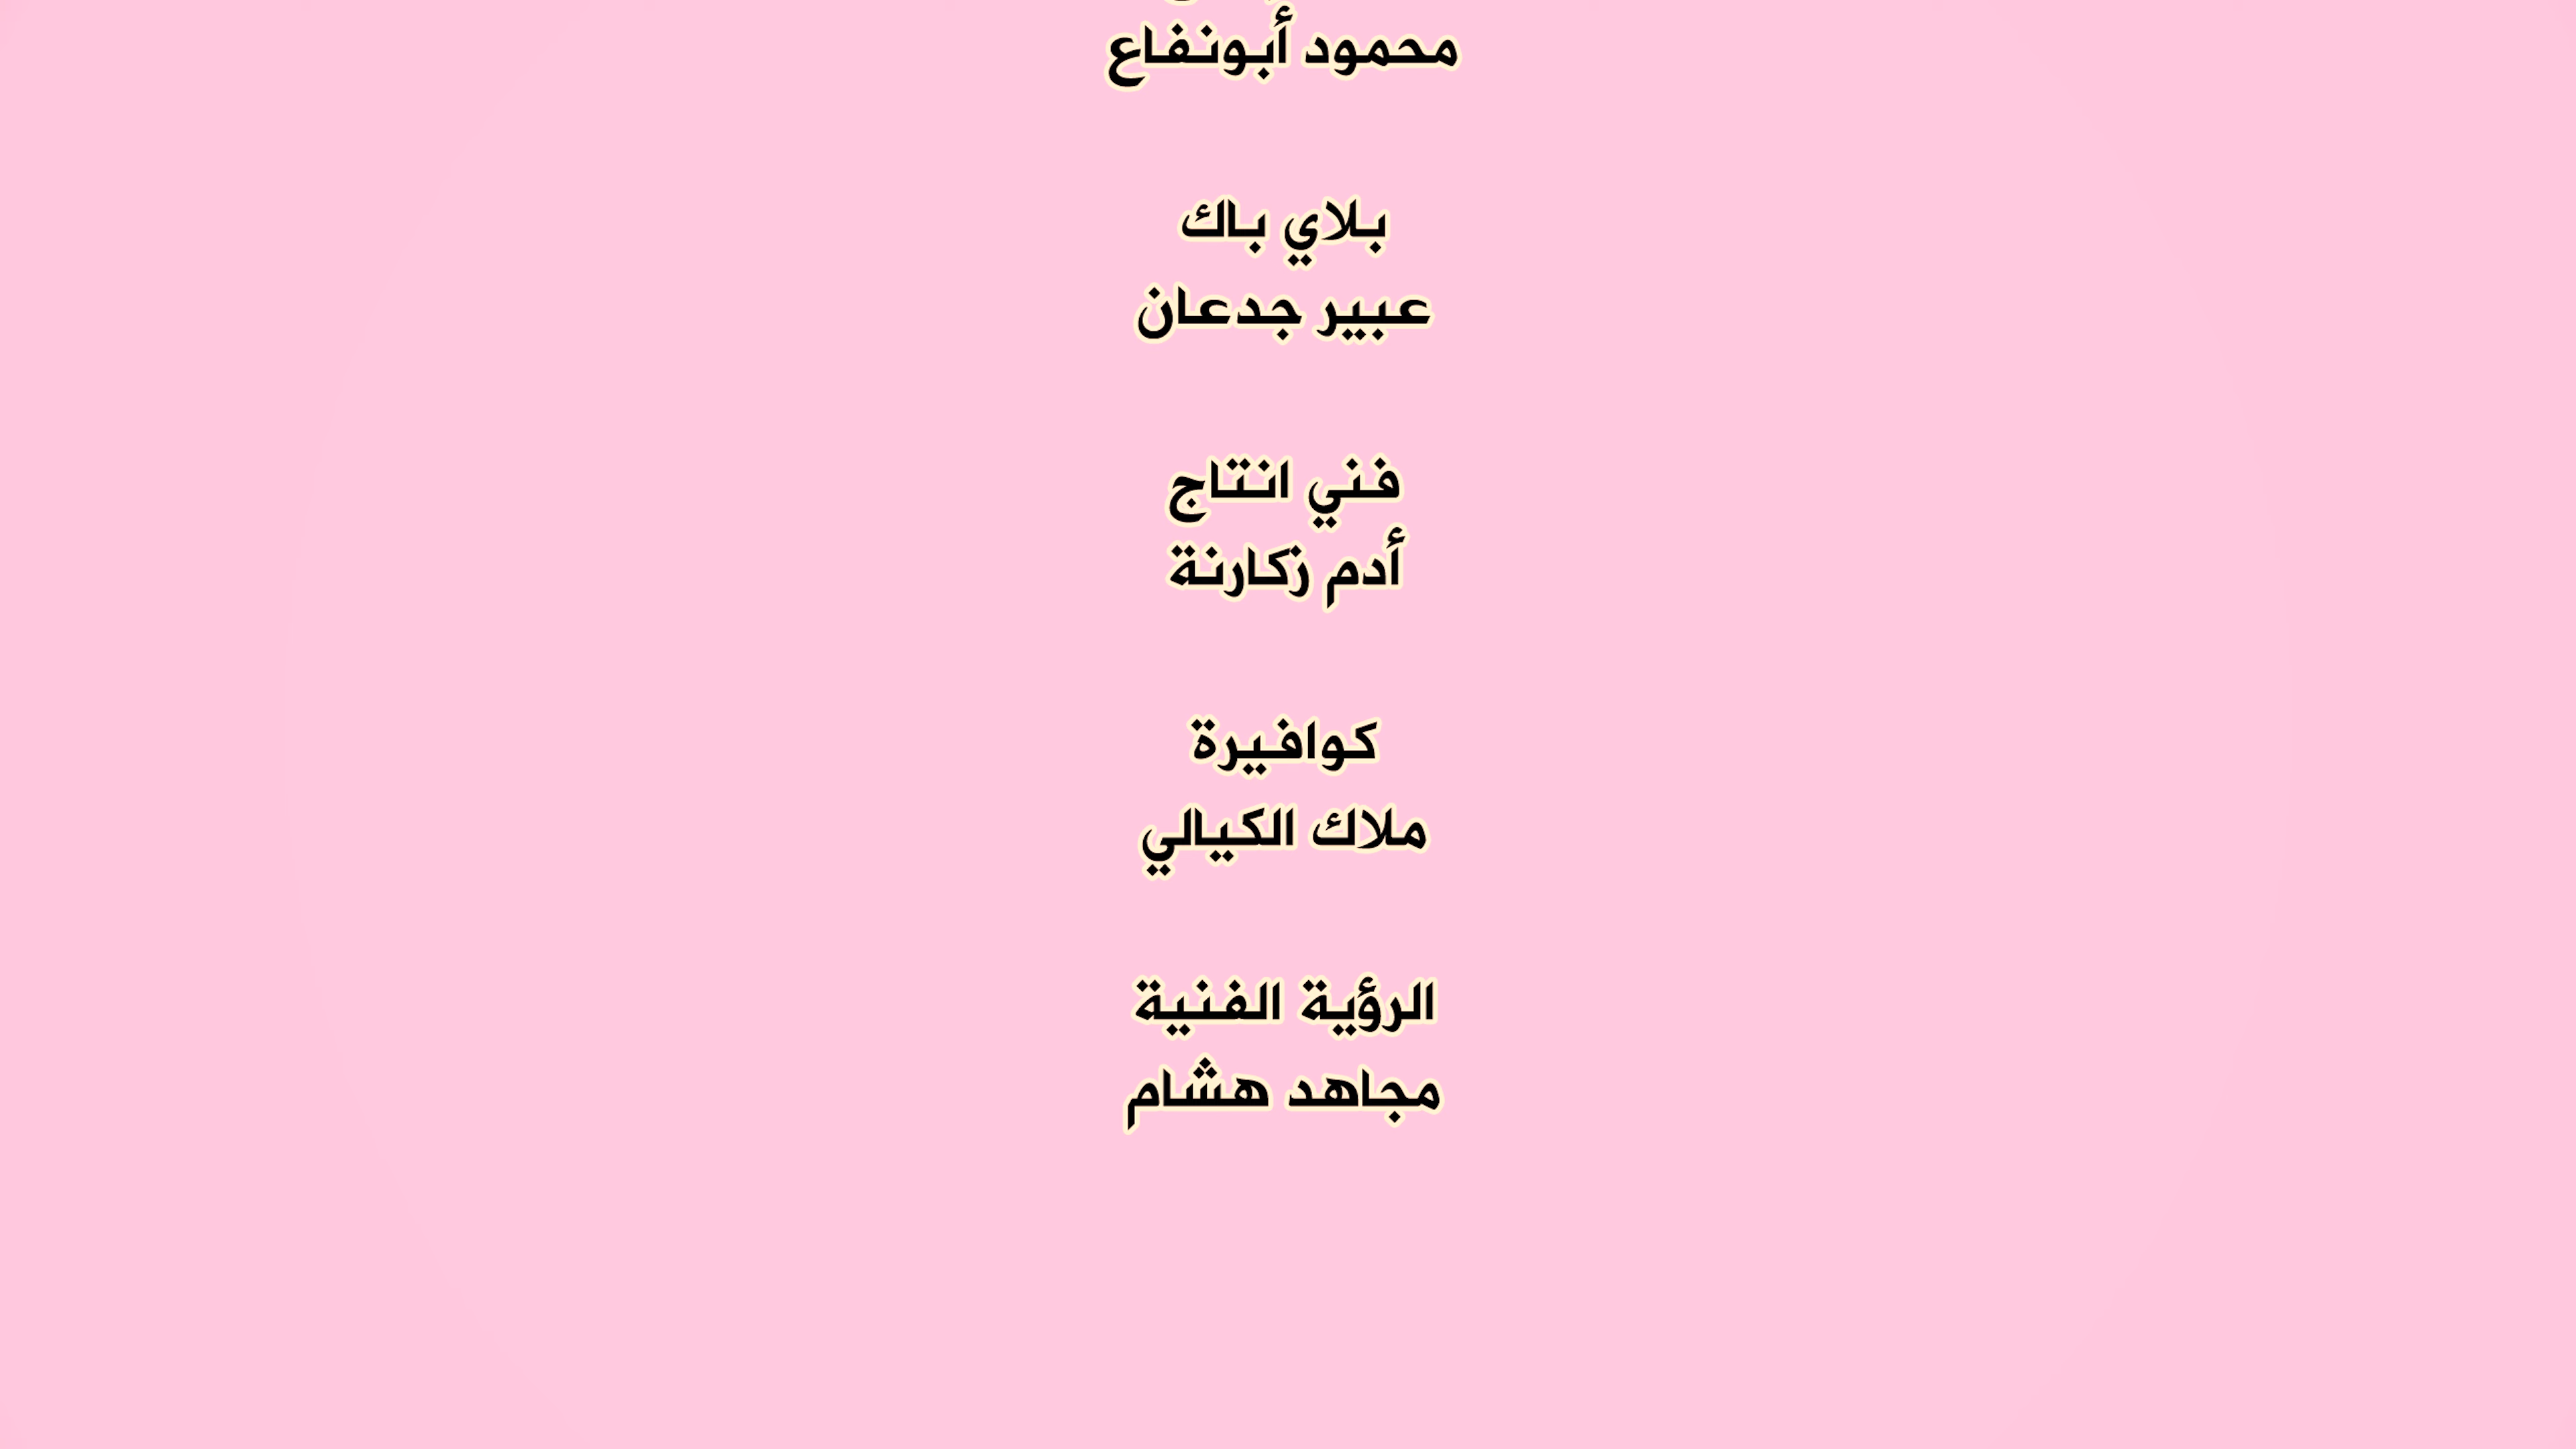 محمود أبونفاع
بلاي باك
عبير جدعان
فني انتاج
أدم زكارنة
كوافيرة
ملاك الكيالي
الرؤية الفنية
مجاهد هشام